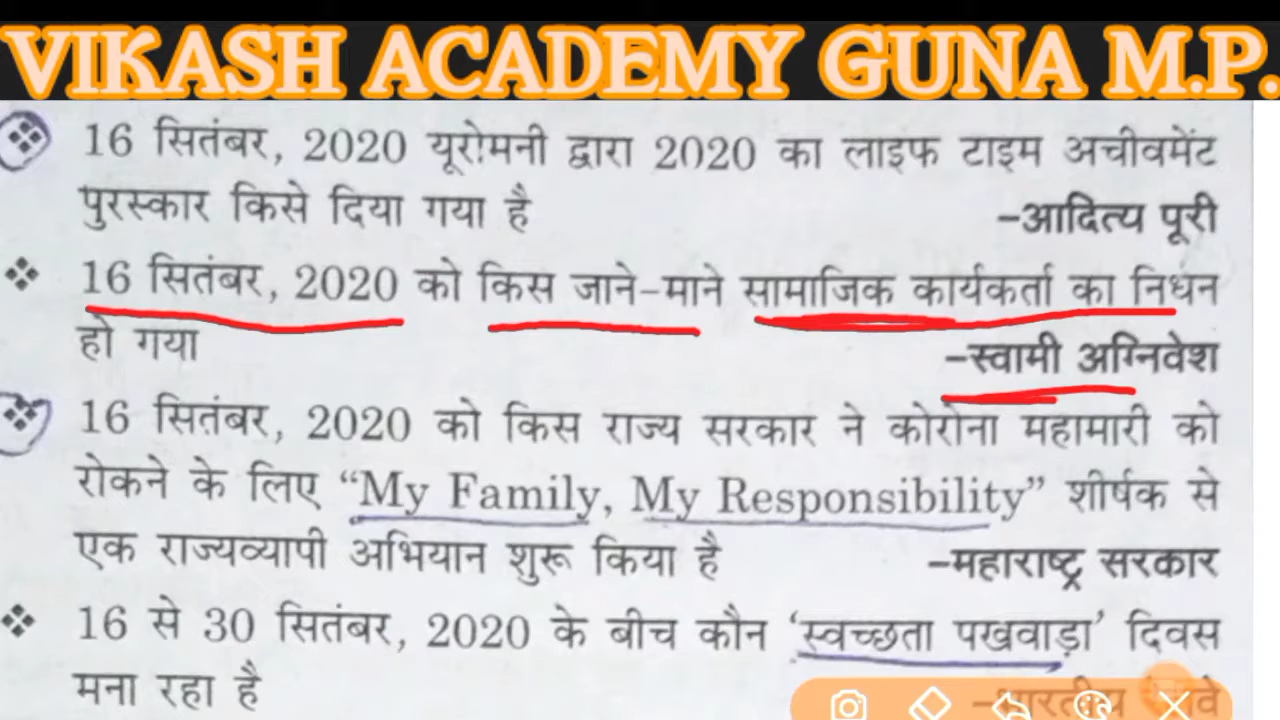 VIKASH ACADEMY GUNA M.P.
16 सितंबर, 2020 यूरोमनी द्वारा 2020 का लाइफ टाइम अचीवमेंट
पुरस्कार किसे दिया गया है -आदित्य पूरी
16 सितंबर, 2020 को किस जाने-माने सामाजिक कार्यकर्ता का निधन
हो गया -स्वामी अग्निवेश
16 सितंबर, 2020 को किस राज्य सरकार ने कोरोना महामारी को
रोकने के लिए “My Family, My Responsibility” शीर्षक से
एक राज्यव्यापी अभियान शुरू किया है -महाराष्ट्र सरकार
16 से 30 सितंबर, 2020 के बीच कौन ‘स्वच्छता पखवाड़ा’ दिवस
मना रहा है -भारतीय